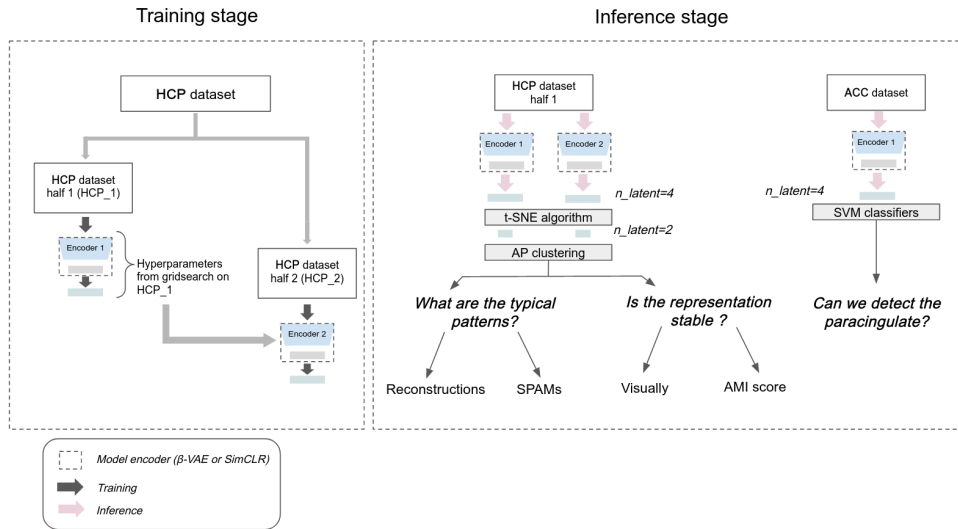 Training stage
Inference stage
HCP dataset
HCP dataset
half 1 (HCP_1)
Encoder 1
Hyperparameters
from gridsearch on
HCP_1
HCP dataset
half 2 (HCP_2)
Encoder 2
HCP dataset
half 1
Encoder 1
Encoder 2
n_latent=4
t-SNE algorithm
n_latent=2
AP clustering
What are the typical
patterns?
Is the representation
stable ?
Reconstructions
SPAMs
Visually
AMI score
ACC dataset
Encoder 1
n_latent=4
SVM classifiers
Can we detect the
paracingulate?
Model encoder (β-VAE or SimCLR)
Training
Inference